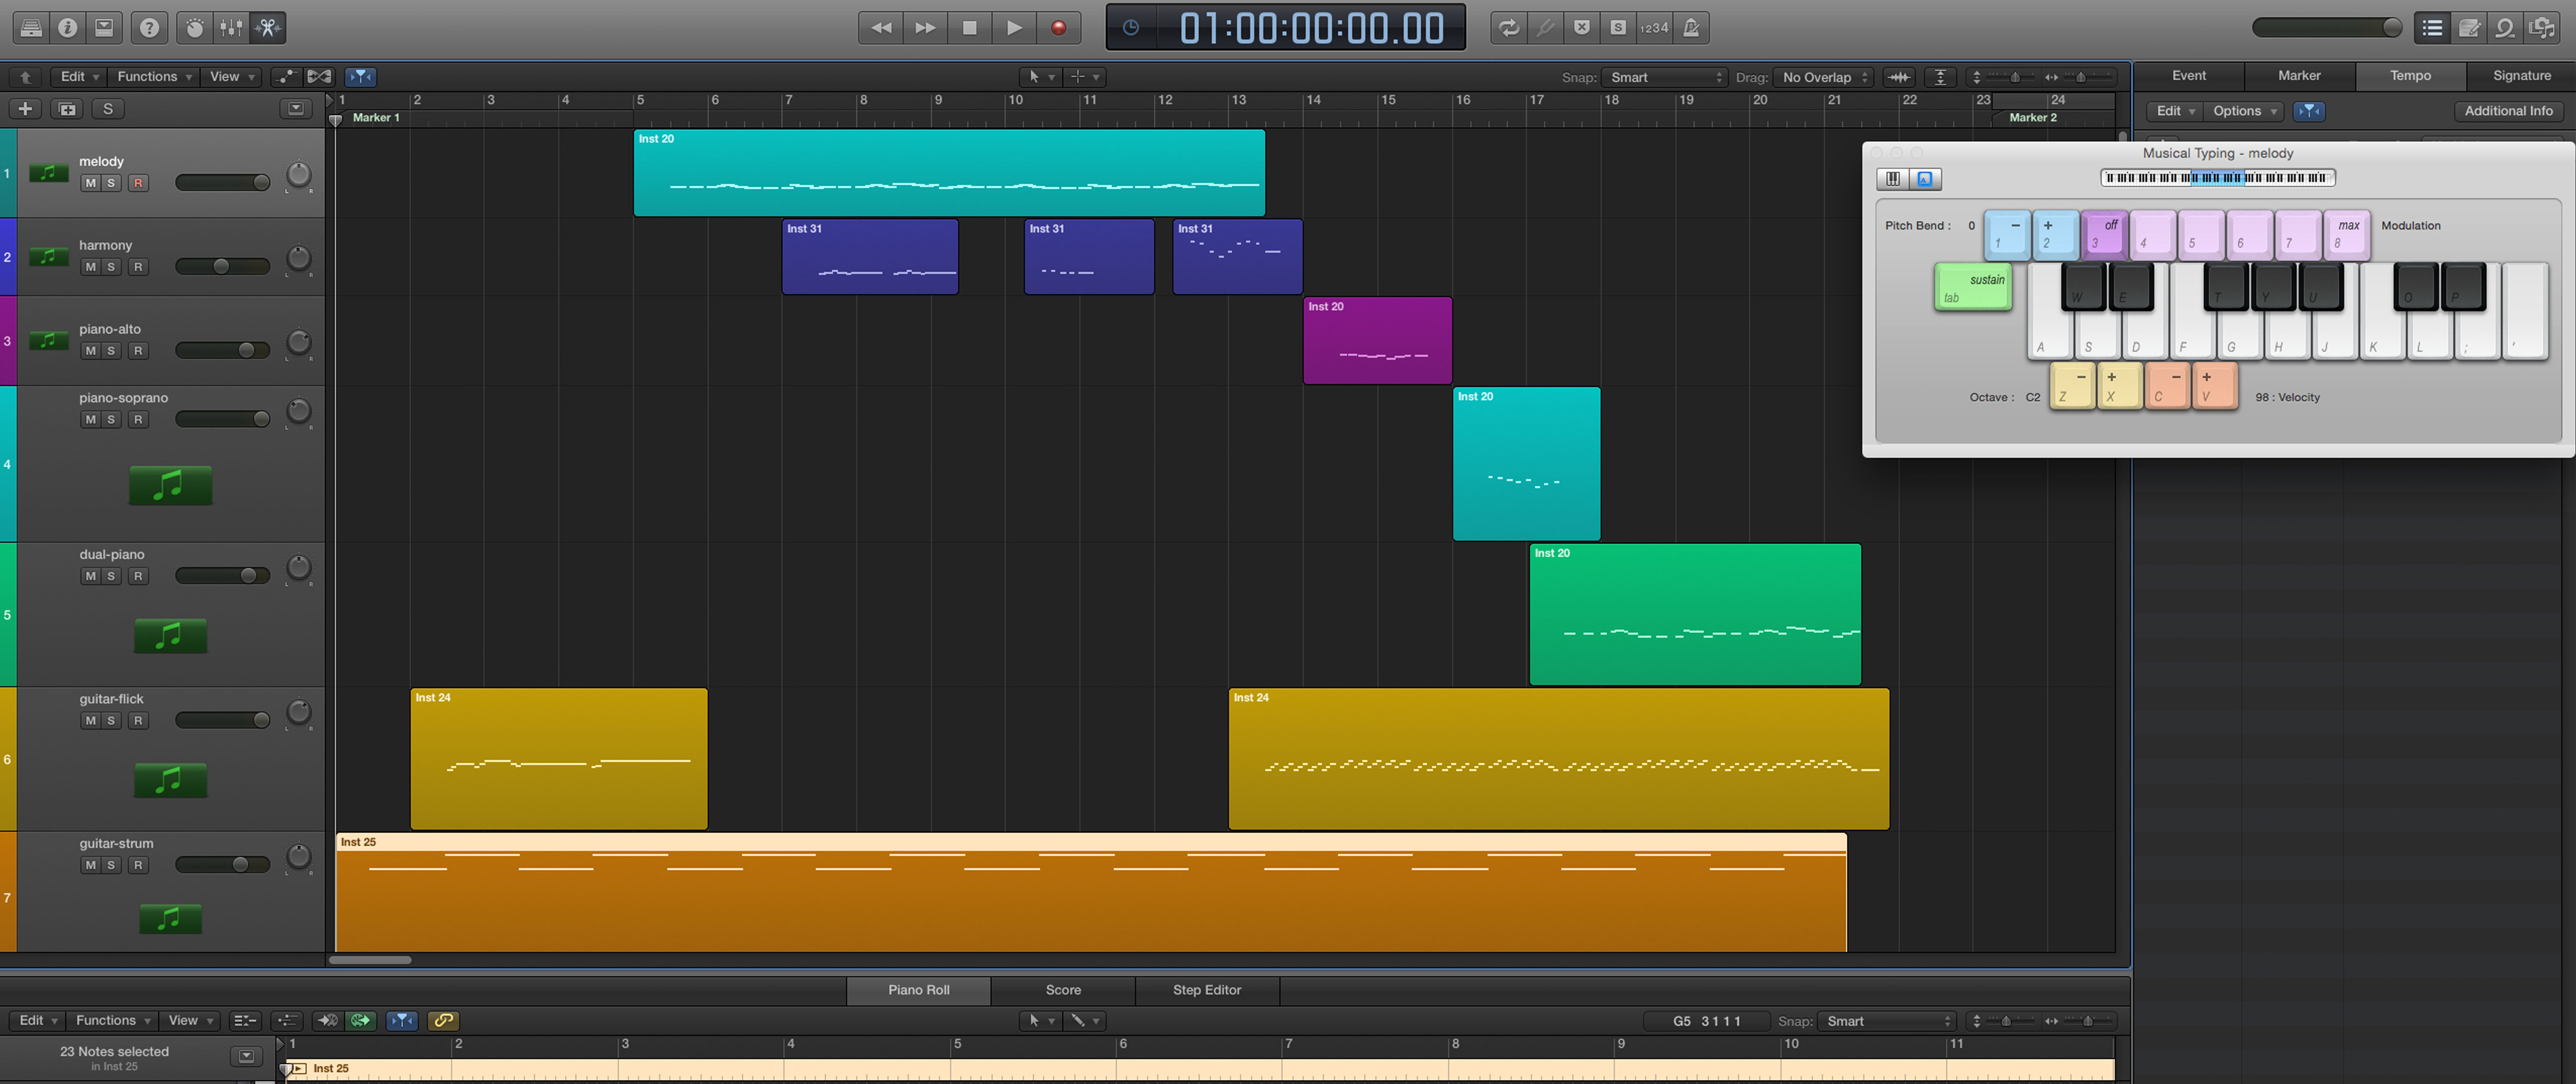 01:00:00:00.00
1234
Edit Functions View
Snap: Smart Drag: No Overlap
Event Marker Tempo Signature
S
1 2 3 4 5 6 7 8 9 10 11 12 13 14 15 16 17 18 19 20 21 22 23 24
Edit Options Additional Info
Marker 1 Marker 2
1 melody
M S R
Inst 20
Musical Typing - melody
Pitch Bend : 0 1 − 2 + 3 off 4 5 6 7 8 max Modulation
tab sustain
W E T Y U O P
A S D F G H J K L ; '
Octave : C2 Z − X + C − V + 98 : Velocity
2 harmony
M S R
Inst 31 Inst 31 Inst 31
3 piano-alto
M S R
Inst 20
4 piano-soprano
M S R
Inst 20
5 dual-piano
M S R
Inst 20
6 guitar-flick
M S R
Inst 24 Inst 24
7 guitar-strum
M S R
Inst 25
Piano Roll Score Step Editor
Edit Functions View
G5 3 1 1 1 Snap: Smart
23 Notes selected
in Inst 25
1 2 3 4 5 6 7 8 9 10 11
Inst 25